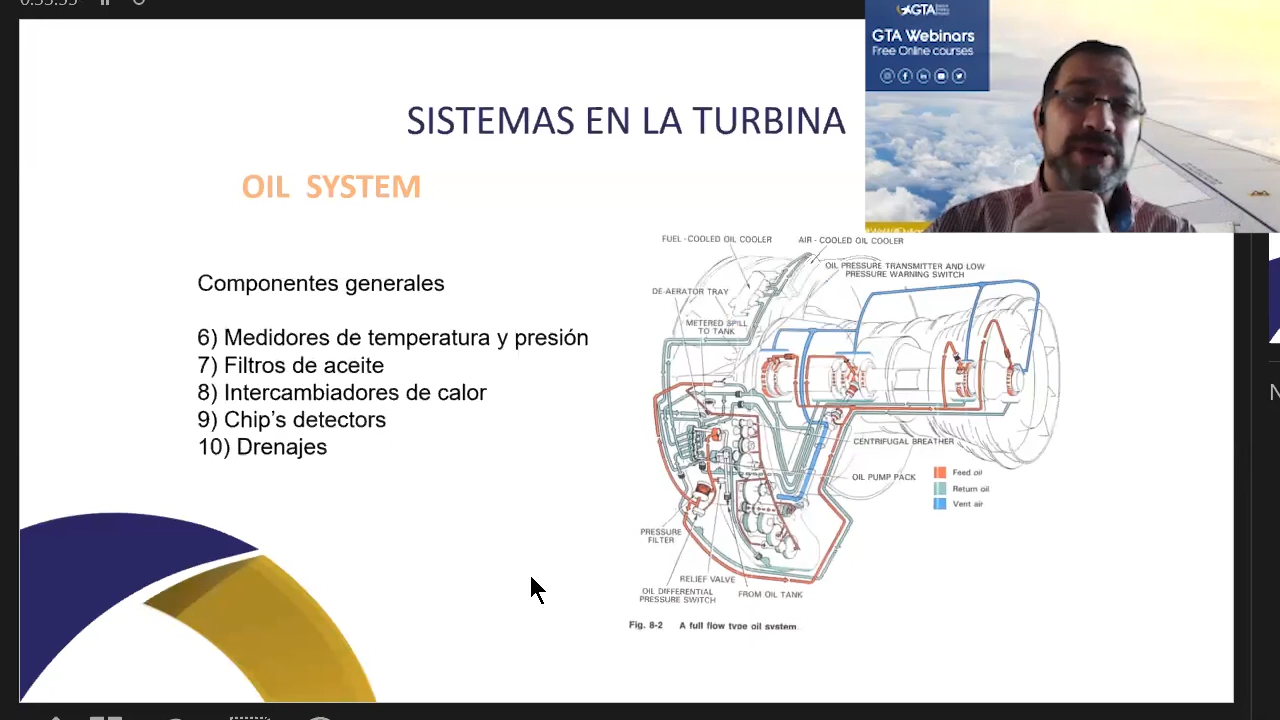 GTA
GTA Webinars
Free Online courses
SISTEMAS EN LA TURBINA
OIL SYSTEM
Componentes generales
6) Medidores de temperatura y presión
7) Filtros de aceite
8) Intercambiadores de calor
9) Chip’s detectors
10) Drenajes
FUEL - COOLED OIL COOLER
AIR - COOLED OIL COOLER
OIL PRESSURE TRANSMITTER AND LOW
PRESSURE WARNING SWITCH
DE-AERATOR TRAY
METERED SPILL
TO TANK
CENTRIFUGAL BREATHER
OIL PUMP PACK
Feed oil
Return oil
Vent air
PRESSURE
FILTER
RELIEF VALVE
OIL DIFFERENTIAL
PRESSURE SWITCH
FROM OIL TANK
Fig. 8-2 A full flow type oil system